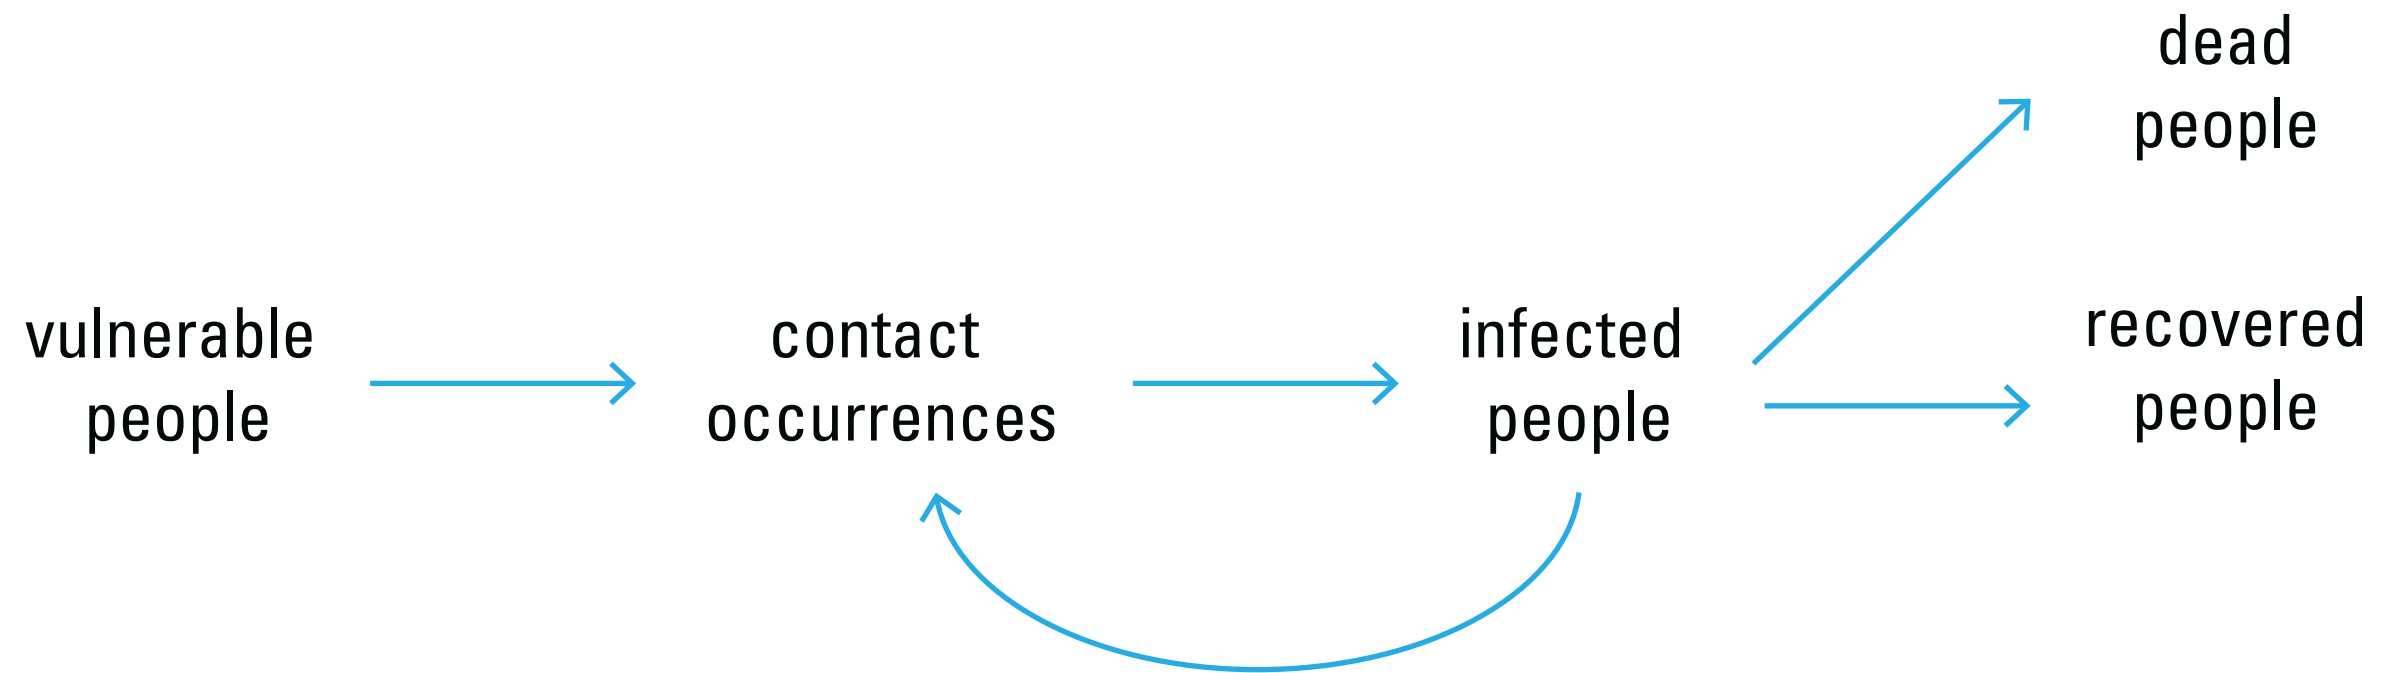 vulnerable
people
contact
occurrences
infected
people
dead
people
recovered
people